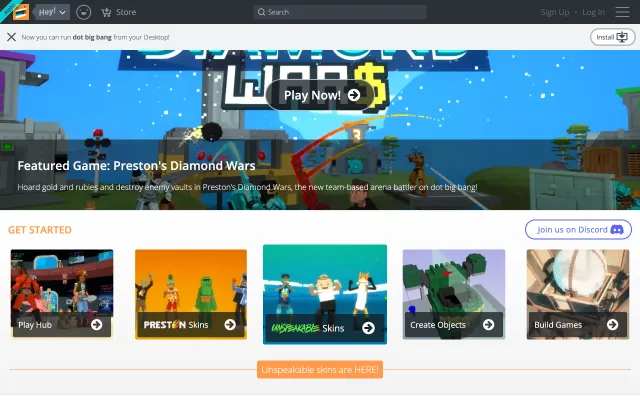 Hey!
Store
Search
Sign Up
Log In
Now you can run dot big bang from your Desktop!
Install
DIAMOND
WAR$
Play Now!
Featured Game: Preston's Diamond Wars
Hoard gold and rubies and destroy enemy vaults in Preston's Diamond Wars, the new team-based arena battler on dot big bang!
GET STARTED
Join us on Discord
Play Hub
PRESTON Skins
UNSPEAKABLE Skins
Create Objects
Build Games
Unspeakable skins are HERE!